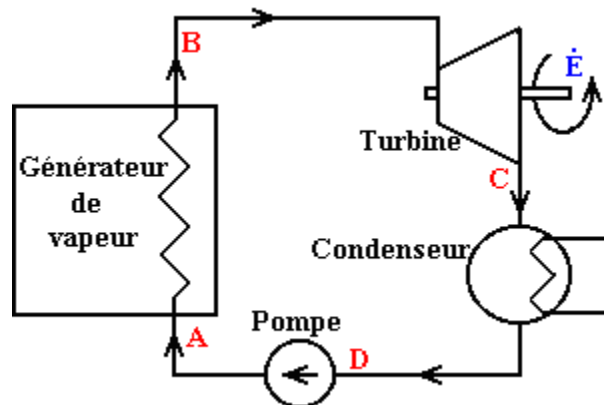 B
Ė
Turbine
Générateur
de
vapeur
C
Condenseur
A
Pompe
D